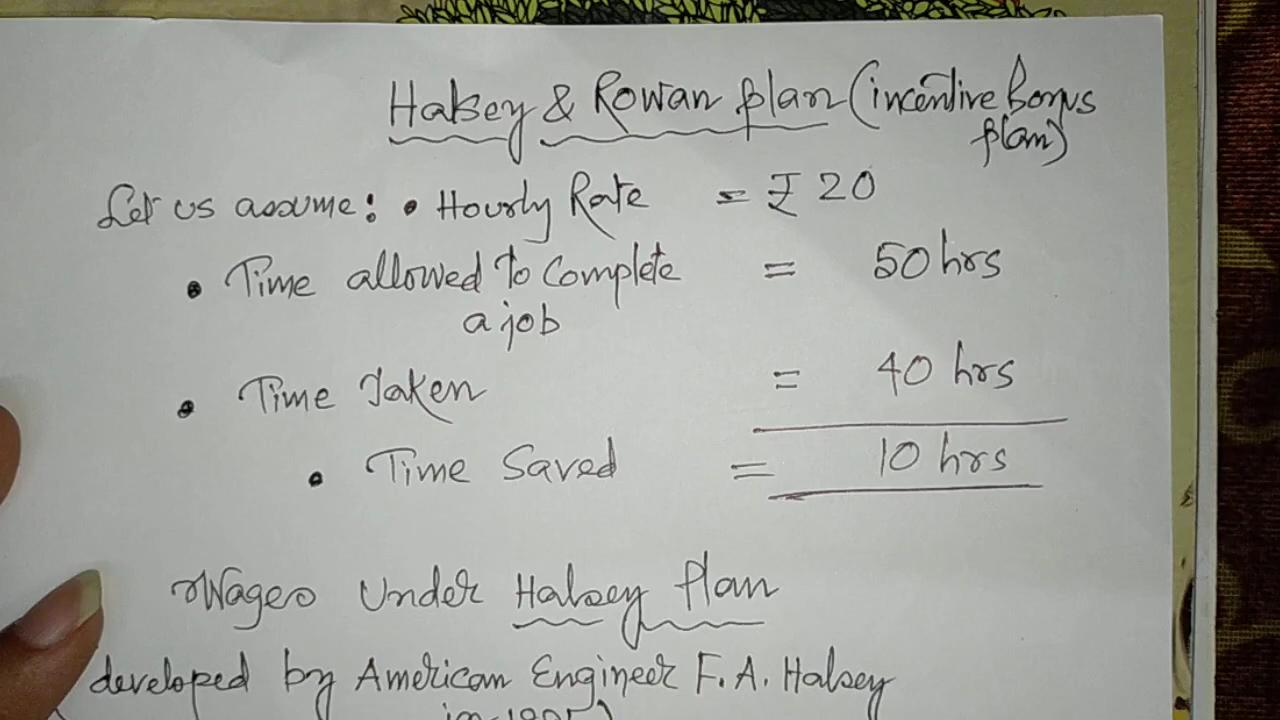 Halsey & Rowan plan (incentive Bonus
plan)
Let us assume: • Hourly Rate = ₹ 20
• Time allowed to Complete = 50 hrs
a job
• Time Taken = 40 hrs
• Time Saved = 10 hrs
Wages Under Halsey Plan
developed by American Engineer F. A. Halsey